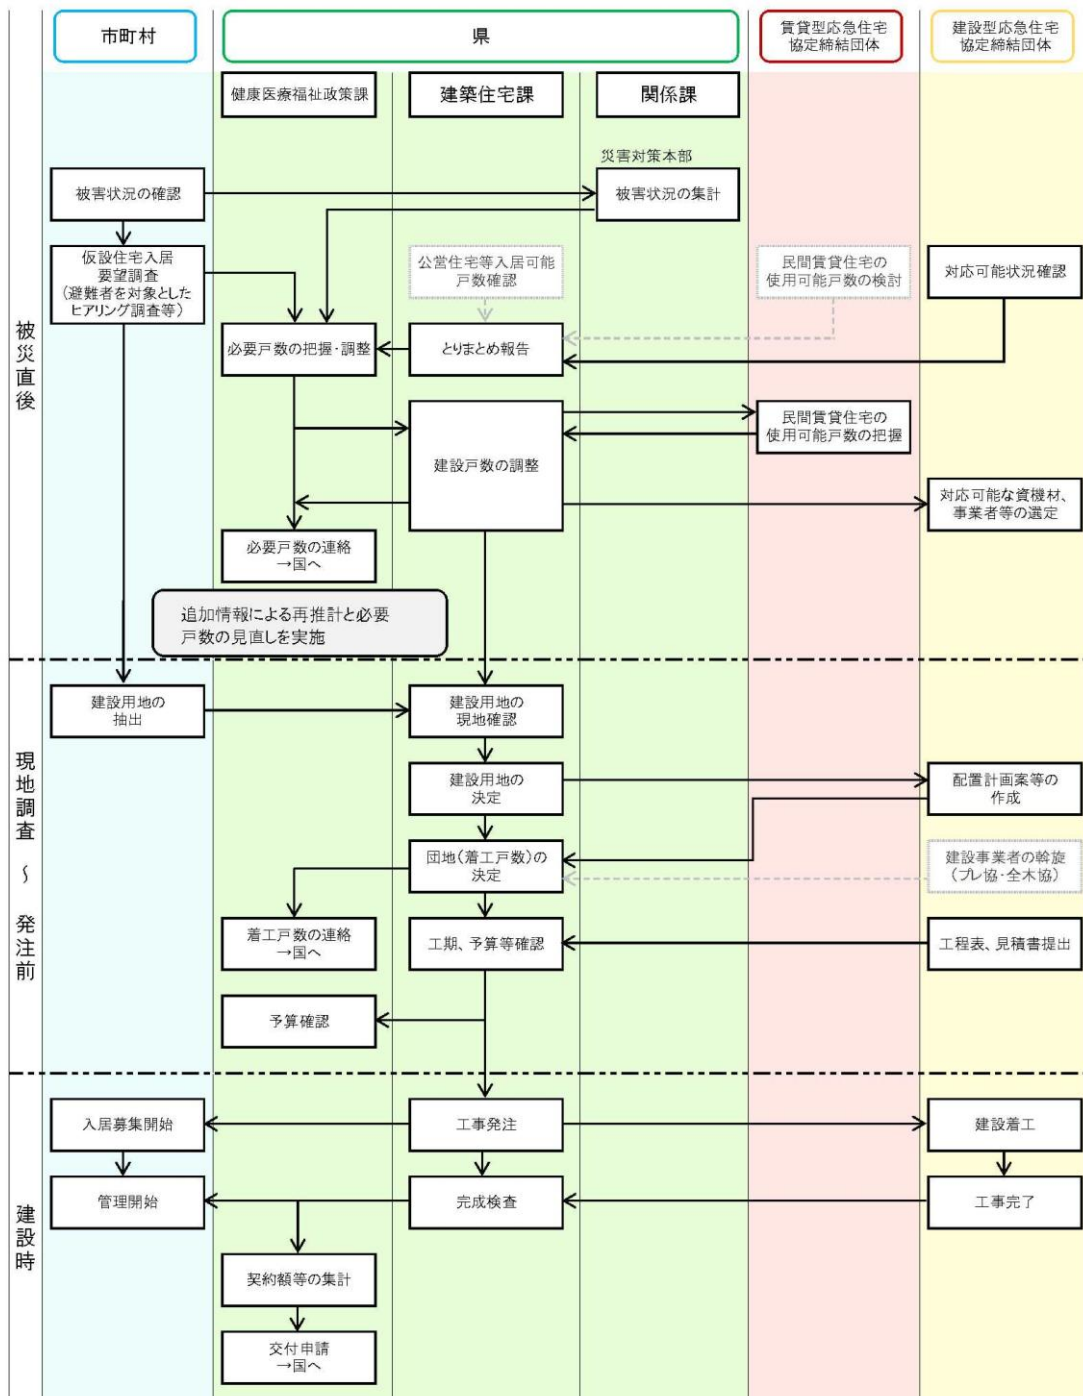 市町村
県
賃貸型応急住宅
協定締結団体
建設型応急住宅
協定締結団体
健康医療福祉政策課
建築住宅課
関係課
被災直後
災害対策本部
被害状況の確認
被害状況の集計
仮設住宅入居
要望調査
(避難者を対象とした
ヒアリング調査等)
公営住宅等入居可能
戸数確認
民間賃貸住宅の
使用可能戸数の検討
対応可能状況確認
必要戸数の把握・調整
とりまとめ報告
建設戸数の調整
民間賃貸住宅の
使用可能戸数の把握
対応可能な資機材、
事業者等の選定
必要戸数の連絡
→国へ
追加情報による再推計と必要
戸数の見直しを実施
現地調査 ~ 発注前
建設用地の
抽出
建設用地の
現地確認
建設用地の
決定
配置計画案等の
作成
団地(着工戸数)の
決定
建設事業者の斡旋
(プレ協・全木協)
着工戸数の連絡
→国へ
工期、予算等確認
工程表、見積書提出
予算確認
建設時
入居募集開始
工事発注
建設着工
管理開始
完成検査
工事完了
契約額等の集計
交付申請
→国へ